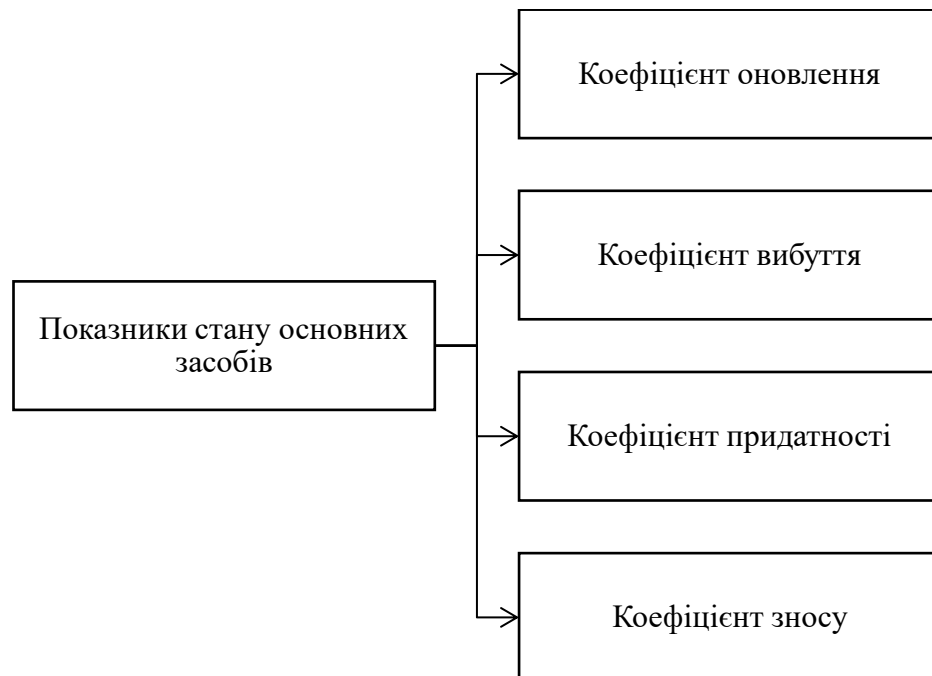 Коефіцієнт оновлення
Коефіцієнт вибуття
Показники стану основних
засобів
Коефіцієнт придатності
Коефіцієнт зносу